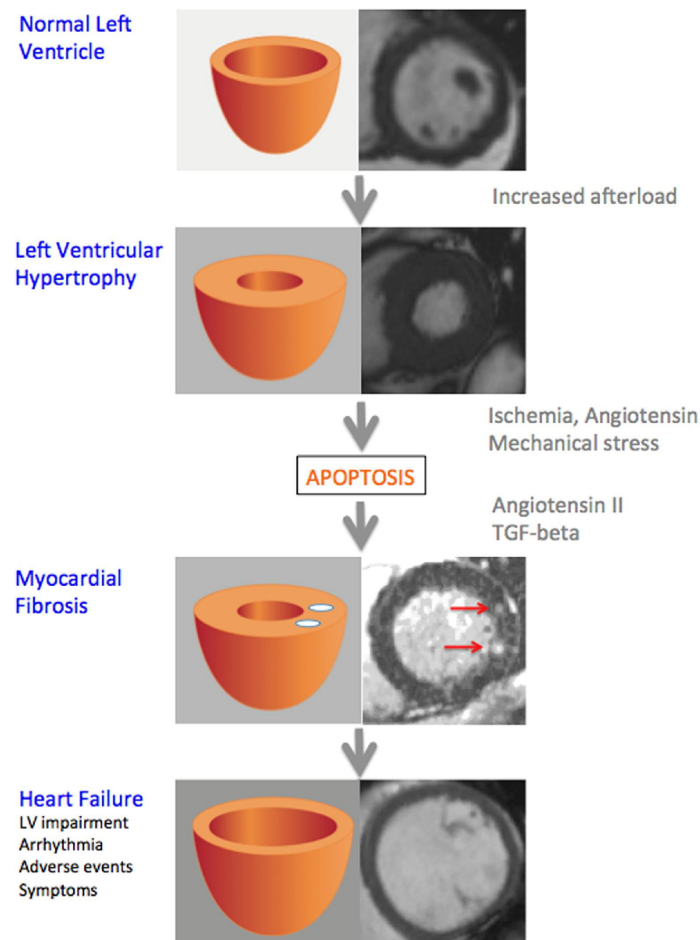 Normal Left
Ventricle
Increased afterload
Left Ventricular
Hypertrophy
Ischemia, Angiotensin
Mechanical stress
APOPTOSIS
Angiotensin II
TGF-beta
Myocardial
Fibrosis
Heart Failure
LV impairment
Arrhythmia
Adverse events
Symptoms